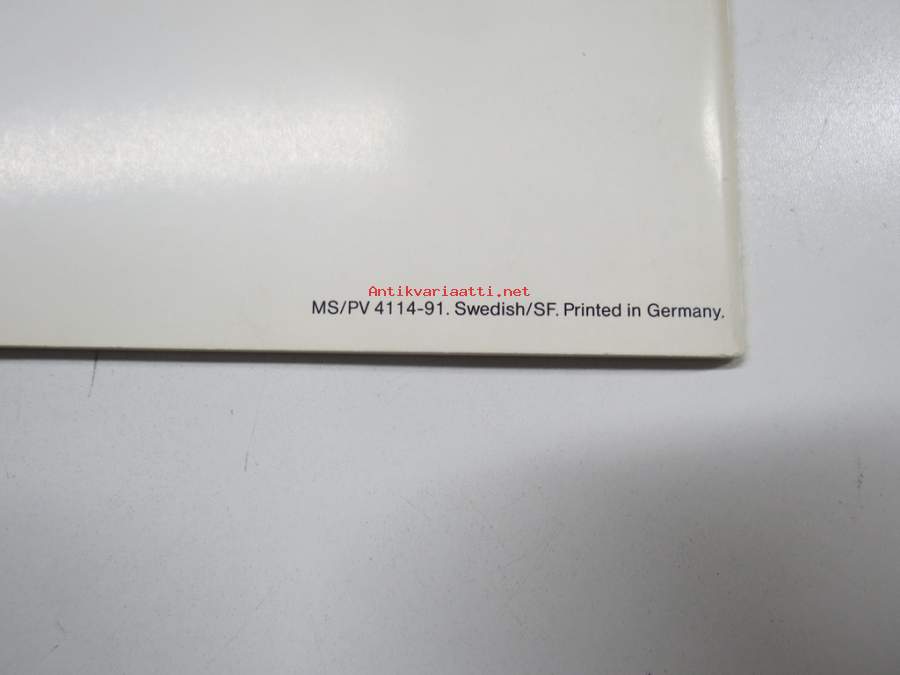 Antikvariaatti.net
MS/PV 4114-91. Swedish/SF. Printed in Germany.